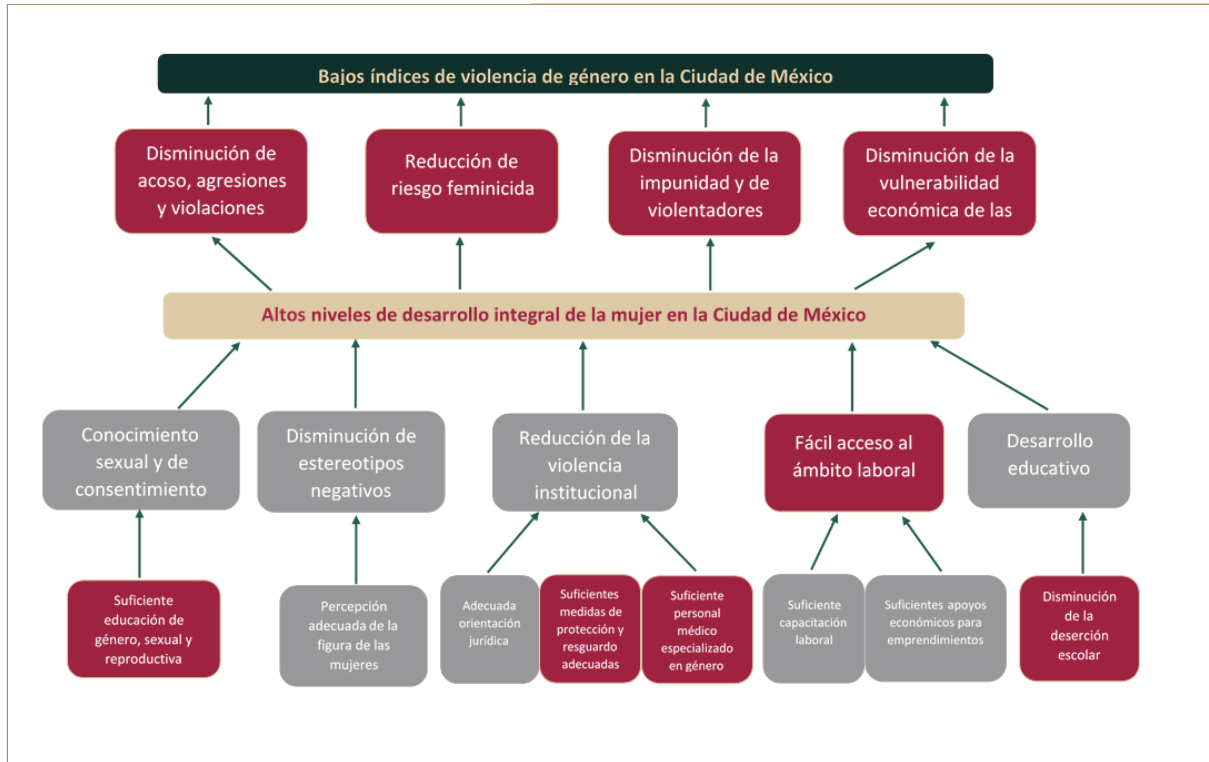 Bajos índices de violencia de género en la Ciudad de México
Disminución de
acoso, agresiones
y violaciones
Reducción de
riesgo feminicida
Disminución de la
impunidad y de
violentadores
Disminución de la
vulnerabilidad
económica de las
Altos niveles de desarrollo integral de la mujer en la Ciudad de México
Conocimiento
sexual y de
consentimiento
Disminución de
estereotipos
negativos
Reducción de la
violencia
institucional
Fácil acceso al
ámbito laboral
Desarrollo
educativo
Suficiente
educación de
género, sexual y
reproductiva
Percepción
adecuada de la
figura de las
mujeres
Adecuada
orientación
jurídica
Suficientes
medidas de
protección y
resguardo
adecuadas
Suficiente
personal
médico
especializado
en género
Suficiente
capacitación
laboral
Suficientes apoyos
económicos para
emprendimientos
Disminución
de la
deserción
escolar